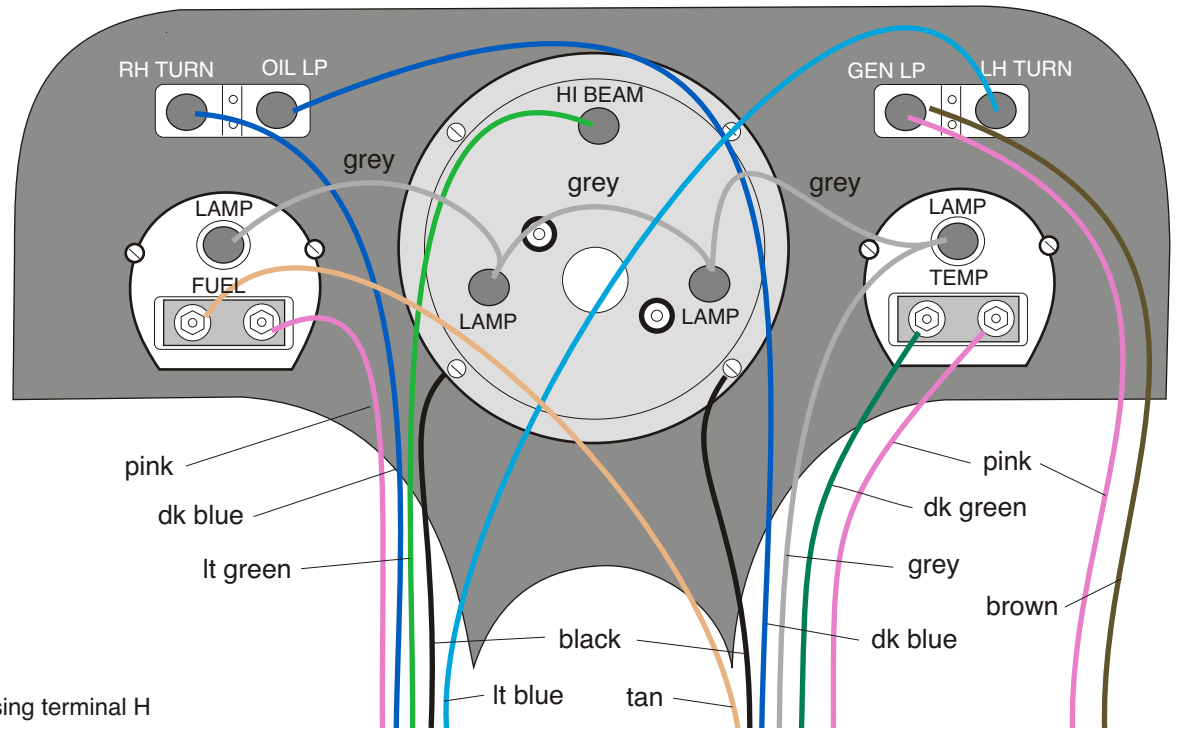 RH TURN
OIL LP
GEN LP
LH TURN
HI BEAM
grey
grey
grey
LAMP
LAMP
FUEL
TEMP
LAMP
LAMP
pink
pink
dk blue
dk green
lt green
grey
brown
black
dk blue
lt blue
tan
sing terminal H